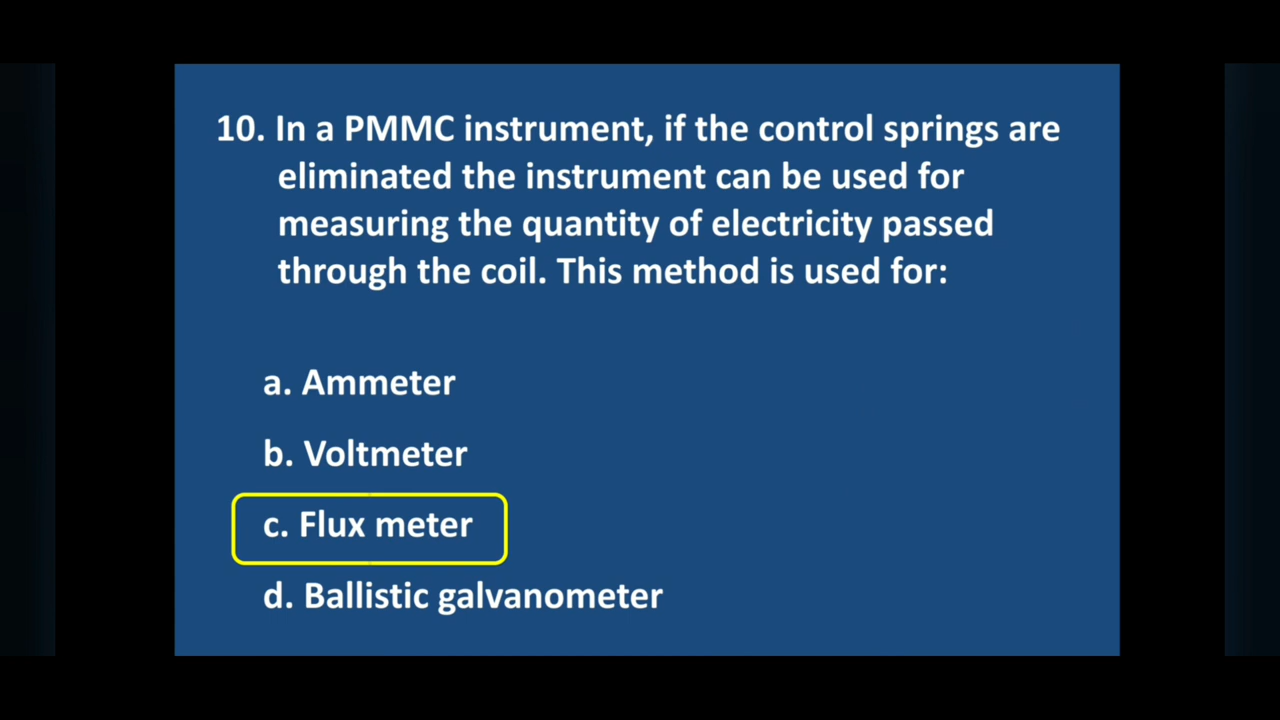 10. In a PMMC instrument, if the control springs are
eliminated the instrument can be used for
measuring the quantity of electricity passed
through the coil. This method is used for:
a. Ammeter
b. Voltmeter
c. Flux meter
d. Ballistic galvanometer